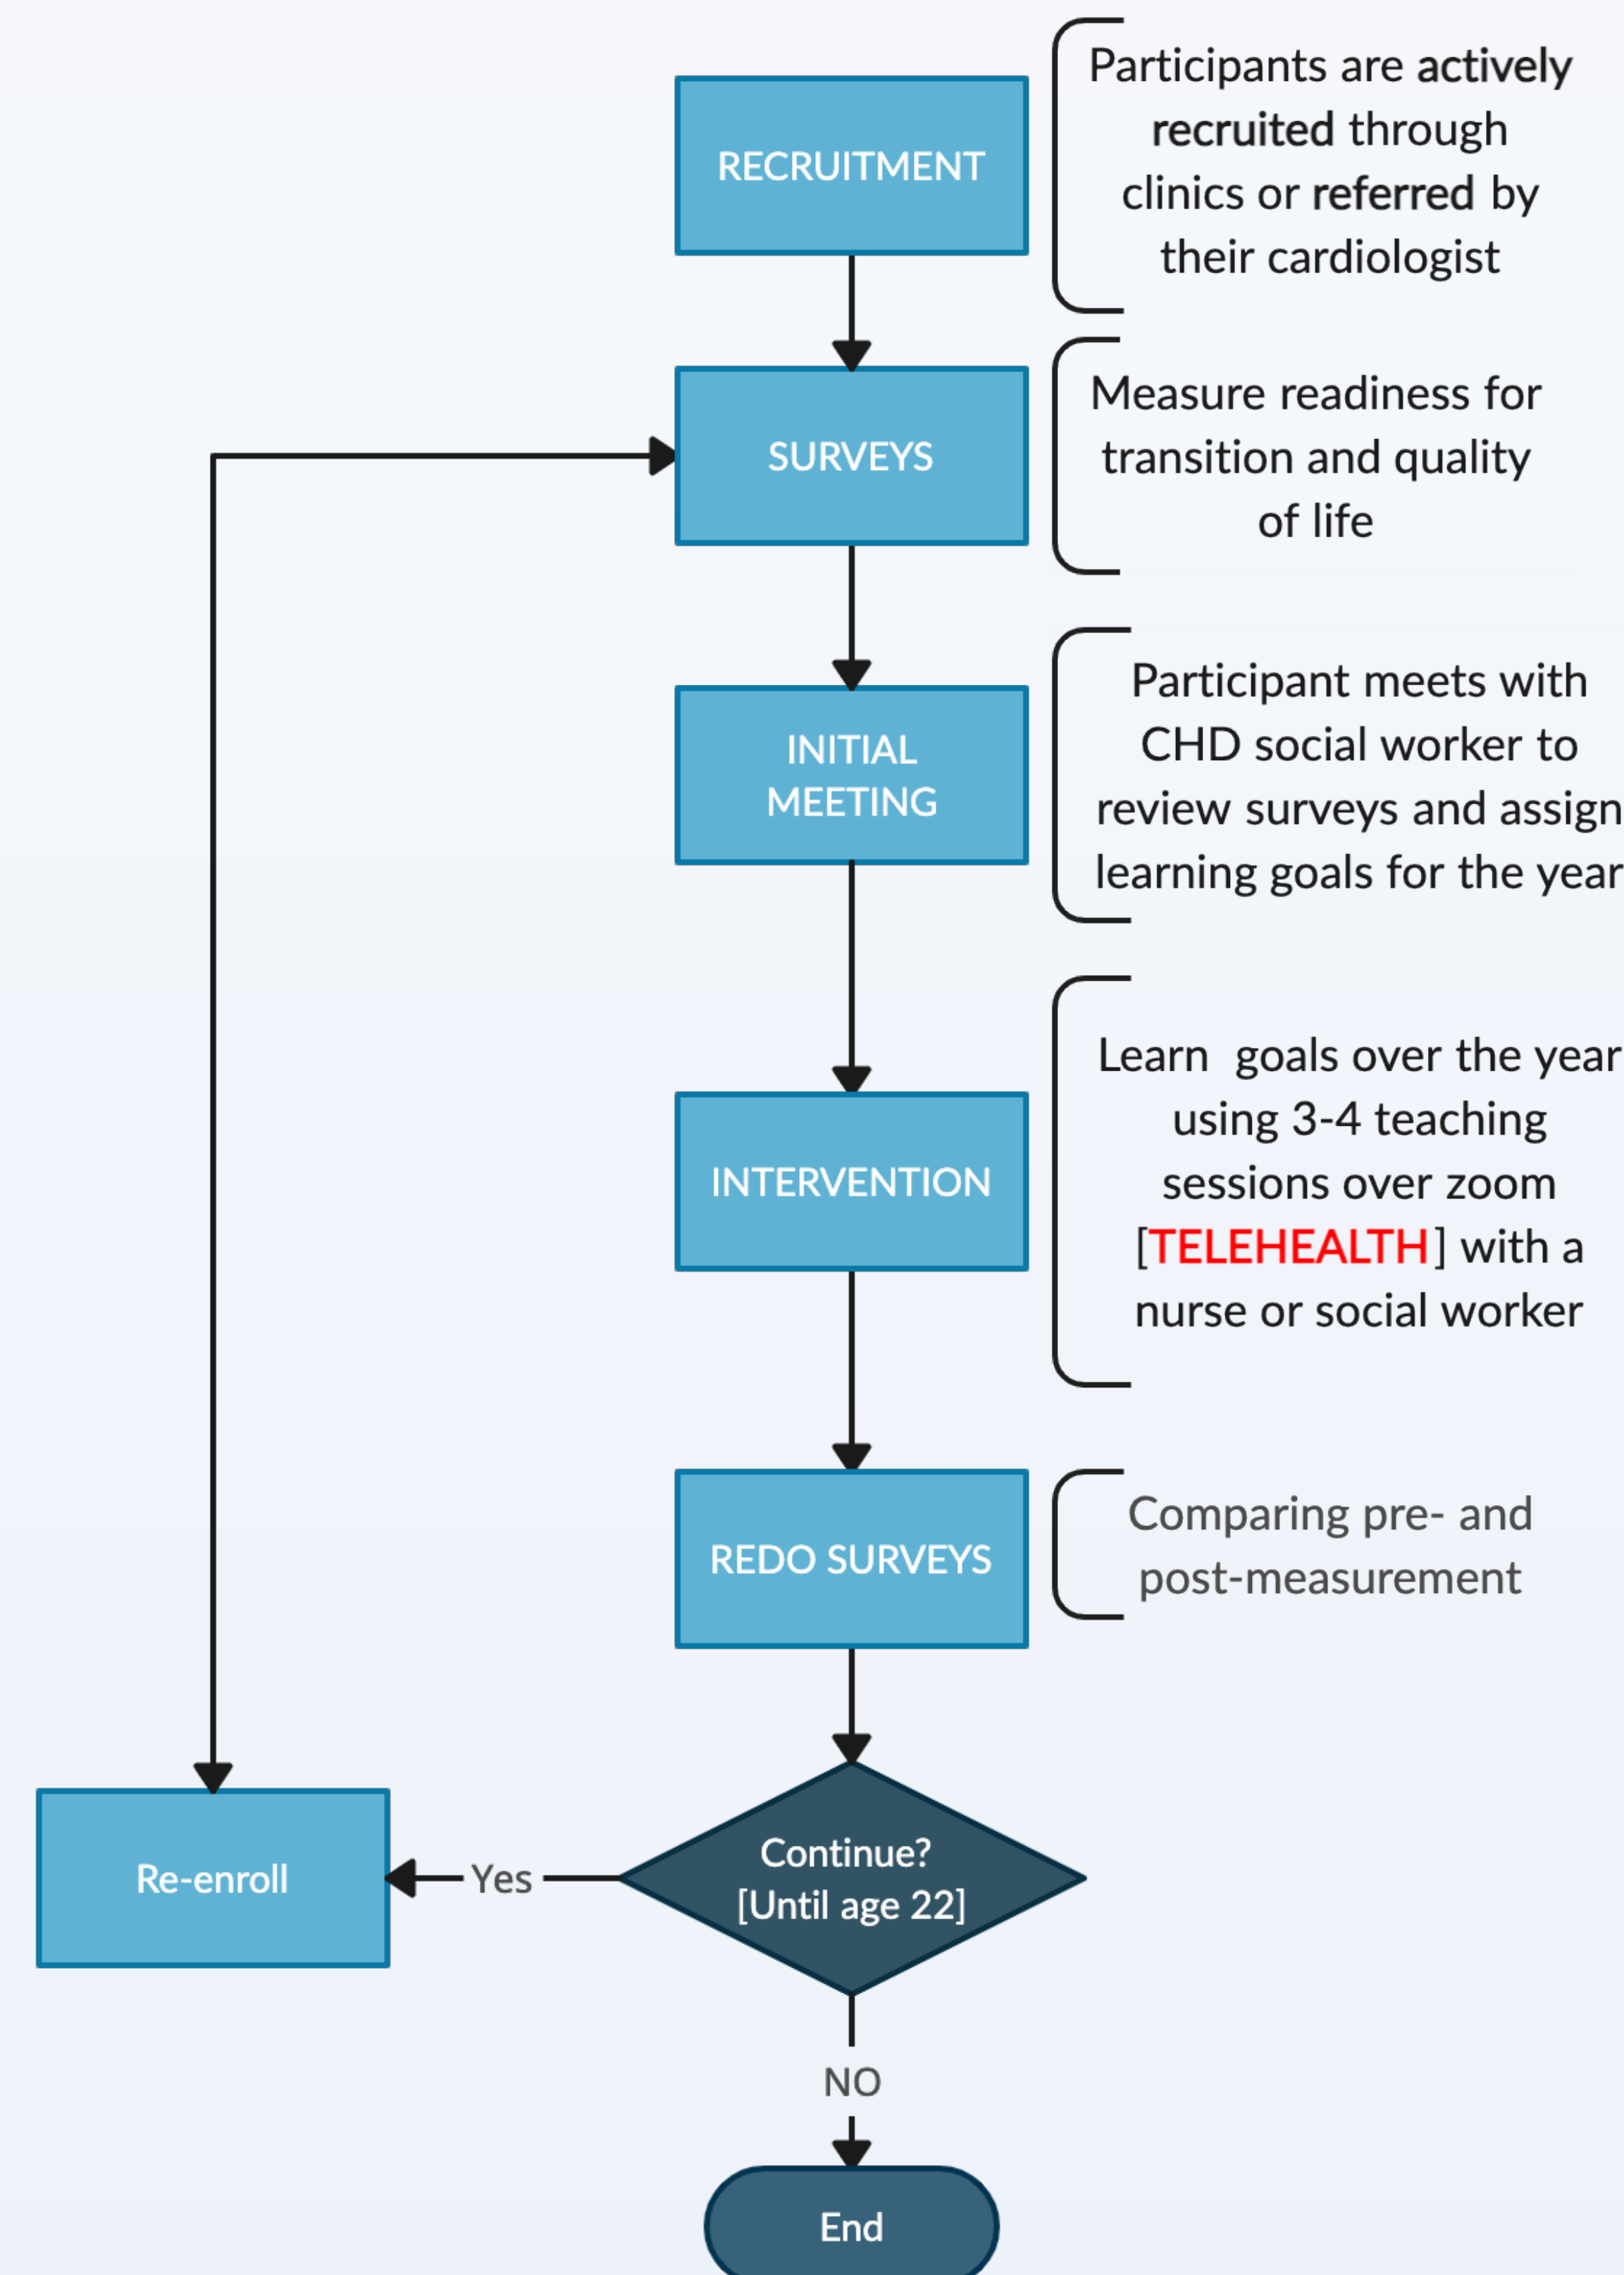 RECRUITMENT
Participants are actively
recruited through
clinics or referred by
their cardiologist
SURVEYS
Measure readiness for
transition and quality
of life
INITIAL
MEETING
Participant meets with
CHD social worker to
review surveys and assign
learning goals for the year
INTERVENTION
Learn  goals over the year
using 3-4 teaching
sessions over zoom
[TELEHEALTH] with a
nurse or social worker
REDO SURVEYS
Comparing pre- and
post-measurement
Continue?
[Until age 22]
Yes
Re-enroll
NO
End